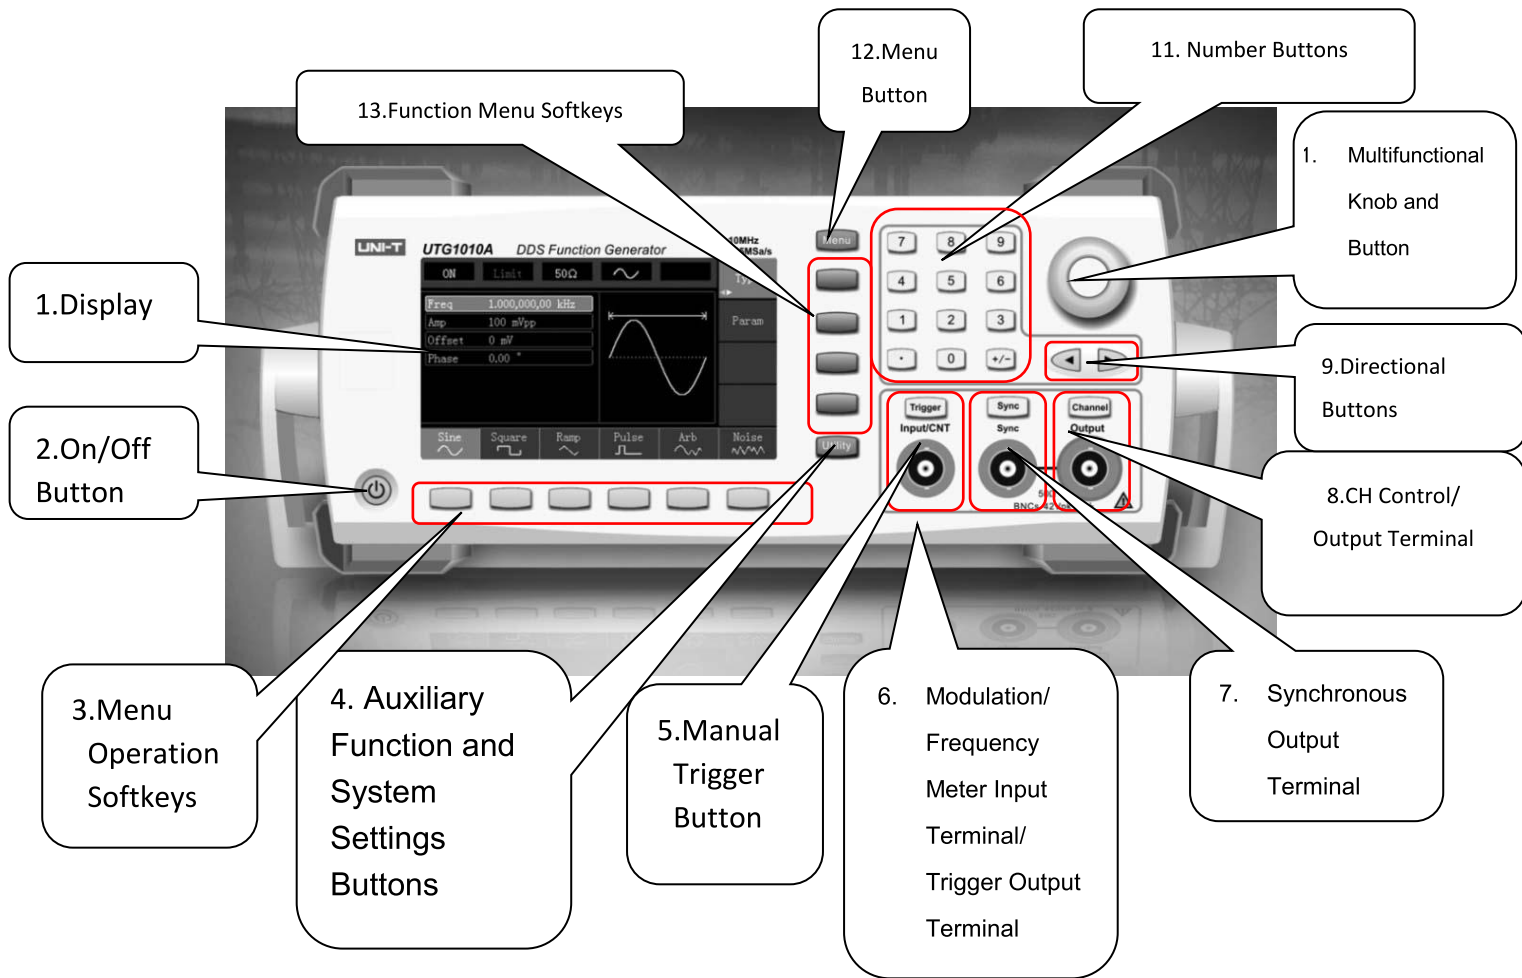 12.Menu
Button
11. Number Buttons
13.Function Menu Softkeys
1. Multifunctional
Knob and
Button
1.Display
2.On/Off
Button
9.Directional
Buttons
8.CH Control/
Output Terminal
3.Menu
Operation
Softkeys
4. Auxiliary
Function and
System
Settings
Buttons
5.Manual
Trigger
Button
6. Modulation/
Frequency
Meter Input
Terminal/
Trigger Output
Terminal
7. Synchronous
Output
Terminal
UNI-T UTG1010A DDS Function Generator
10MHz
MSa/s
ON Limit 50Ω
Freq 1.000,000,00 kHz
Amp 100 mVpp
Offset 0 mV
Phase 0.00 °
Param
Sine Square Ramp Pulse Arb Noise
Menu
Utility
7 8 9
4 5 6
1 2 3
. 0 +/-
Trigger Sync Channel
Input/CNT Sync Output